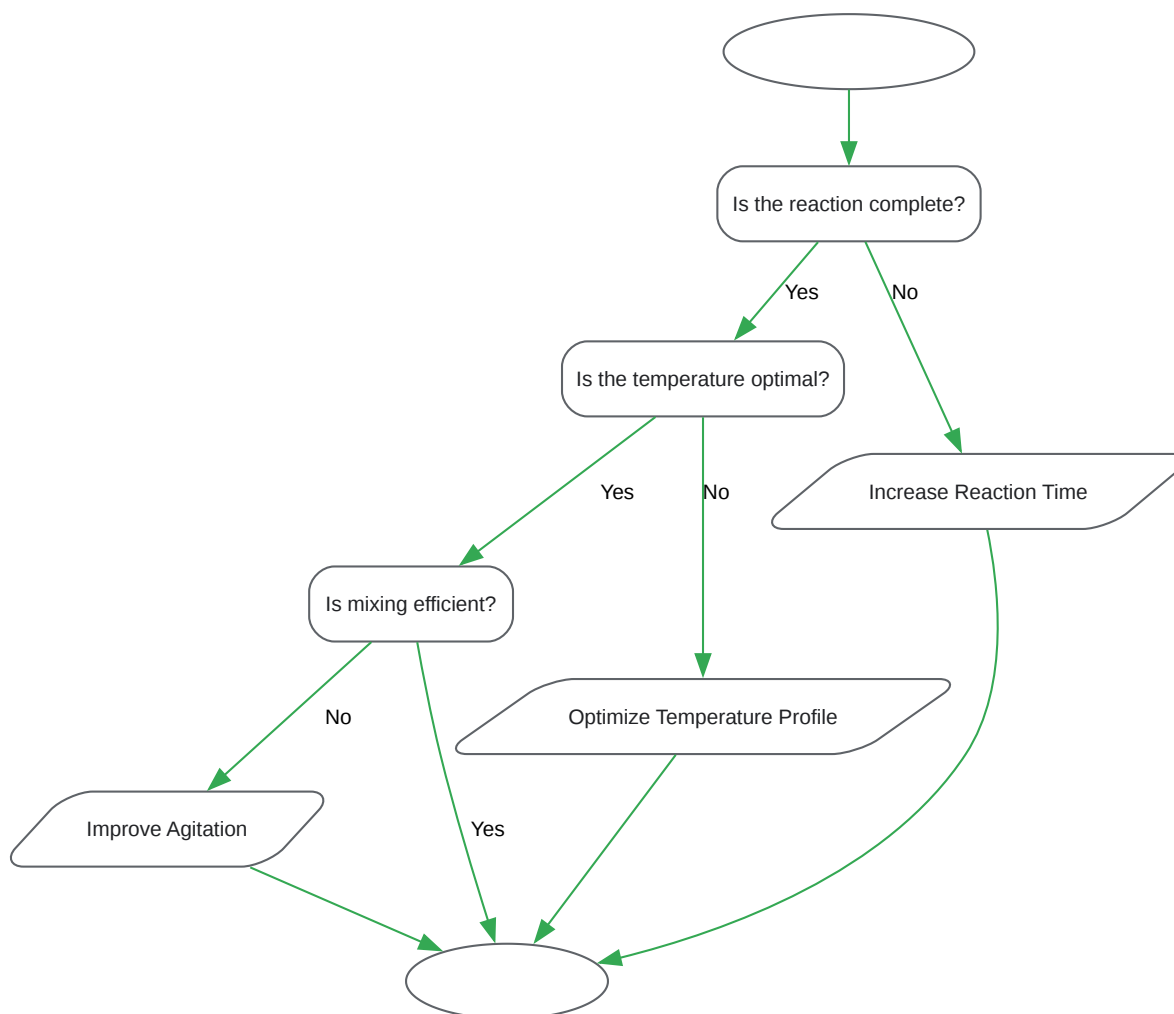 Is the reaction complete?
Yes
No
Is the temperature optimal?
Increase Reaction Time
Yes
No
Is mixing efficient?
No
Optimize Temperature Profile
Improve Agitation
Yes